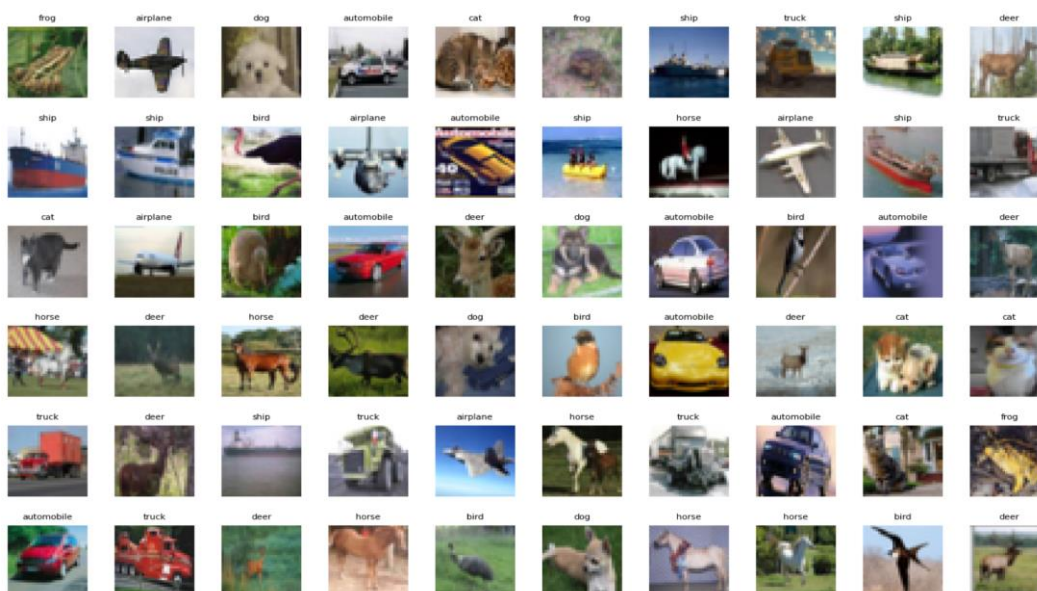 frog airplane dog automobile cat frog ship truck ship deer
ship ship bird airplane automobile ship horse airplane ship truck
cat airplane bird automobile deer dog automobile bird automobile deer
horse deer horse deer dog bird automobile deer cat cat
truck deer ship truck airplane horse truck automobile cat frog
automobile truck deer horse bird dog horse horse bird deer